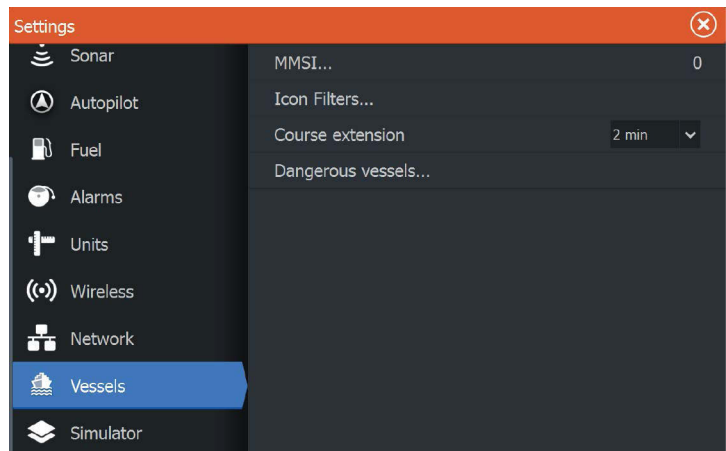 Settings
Sonar
Autopilot
Fuel
Alarms
Units
Wireless
Network
Vessels
Simulator
MMSI... 0
Icon Filters...
Course extension 2 min
Dangerous vessels...